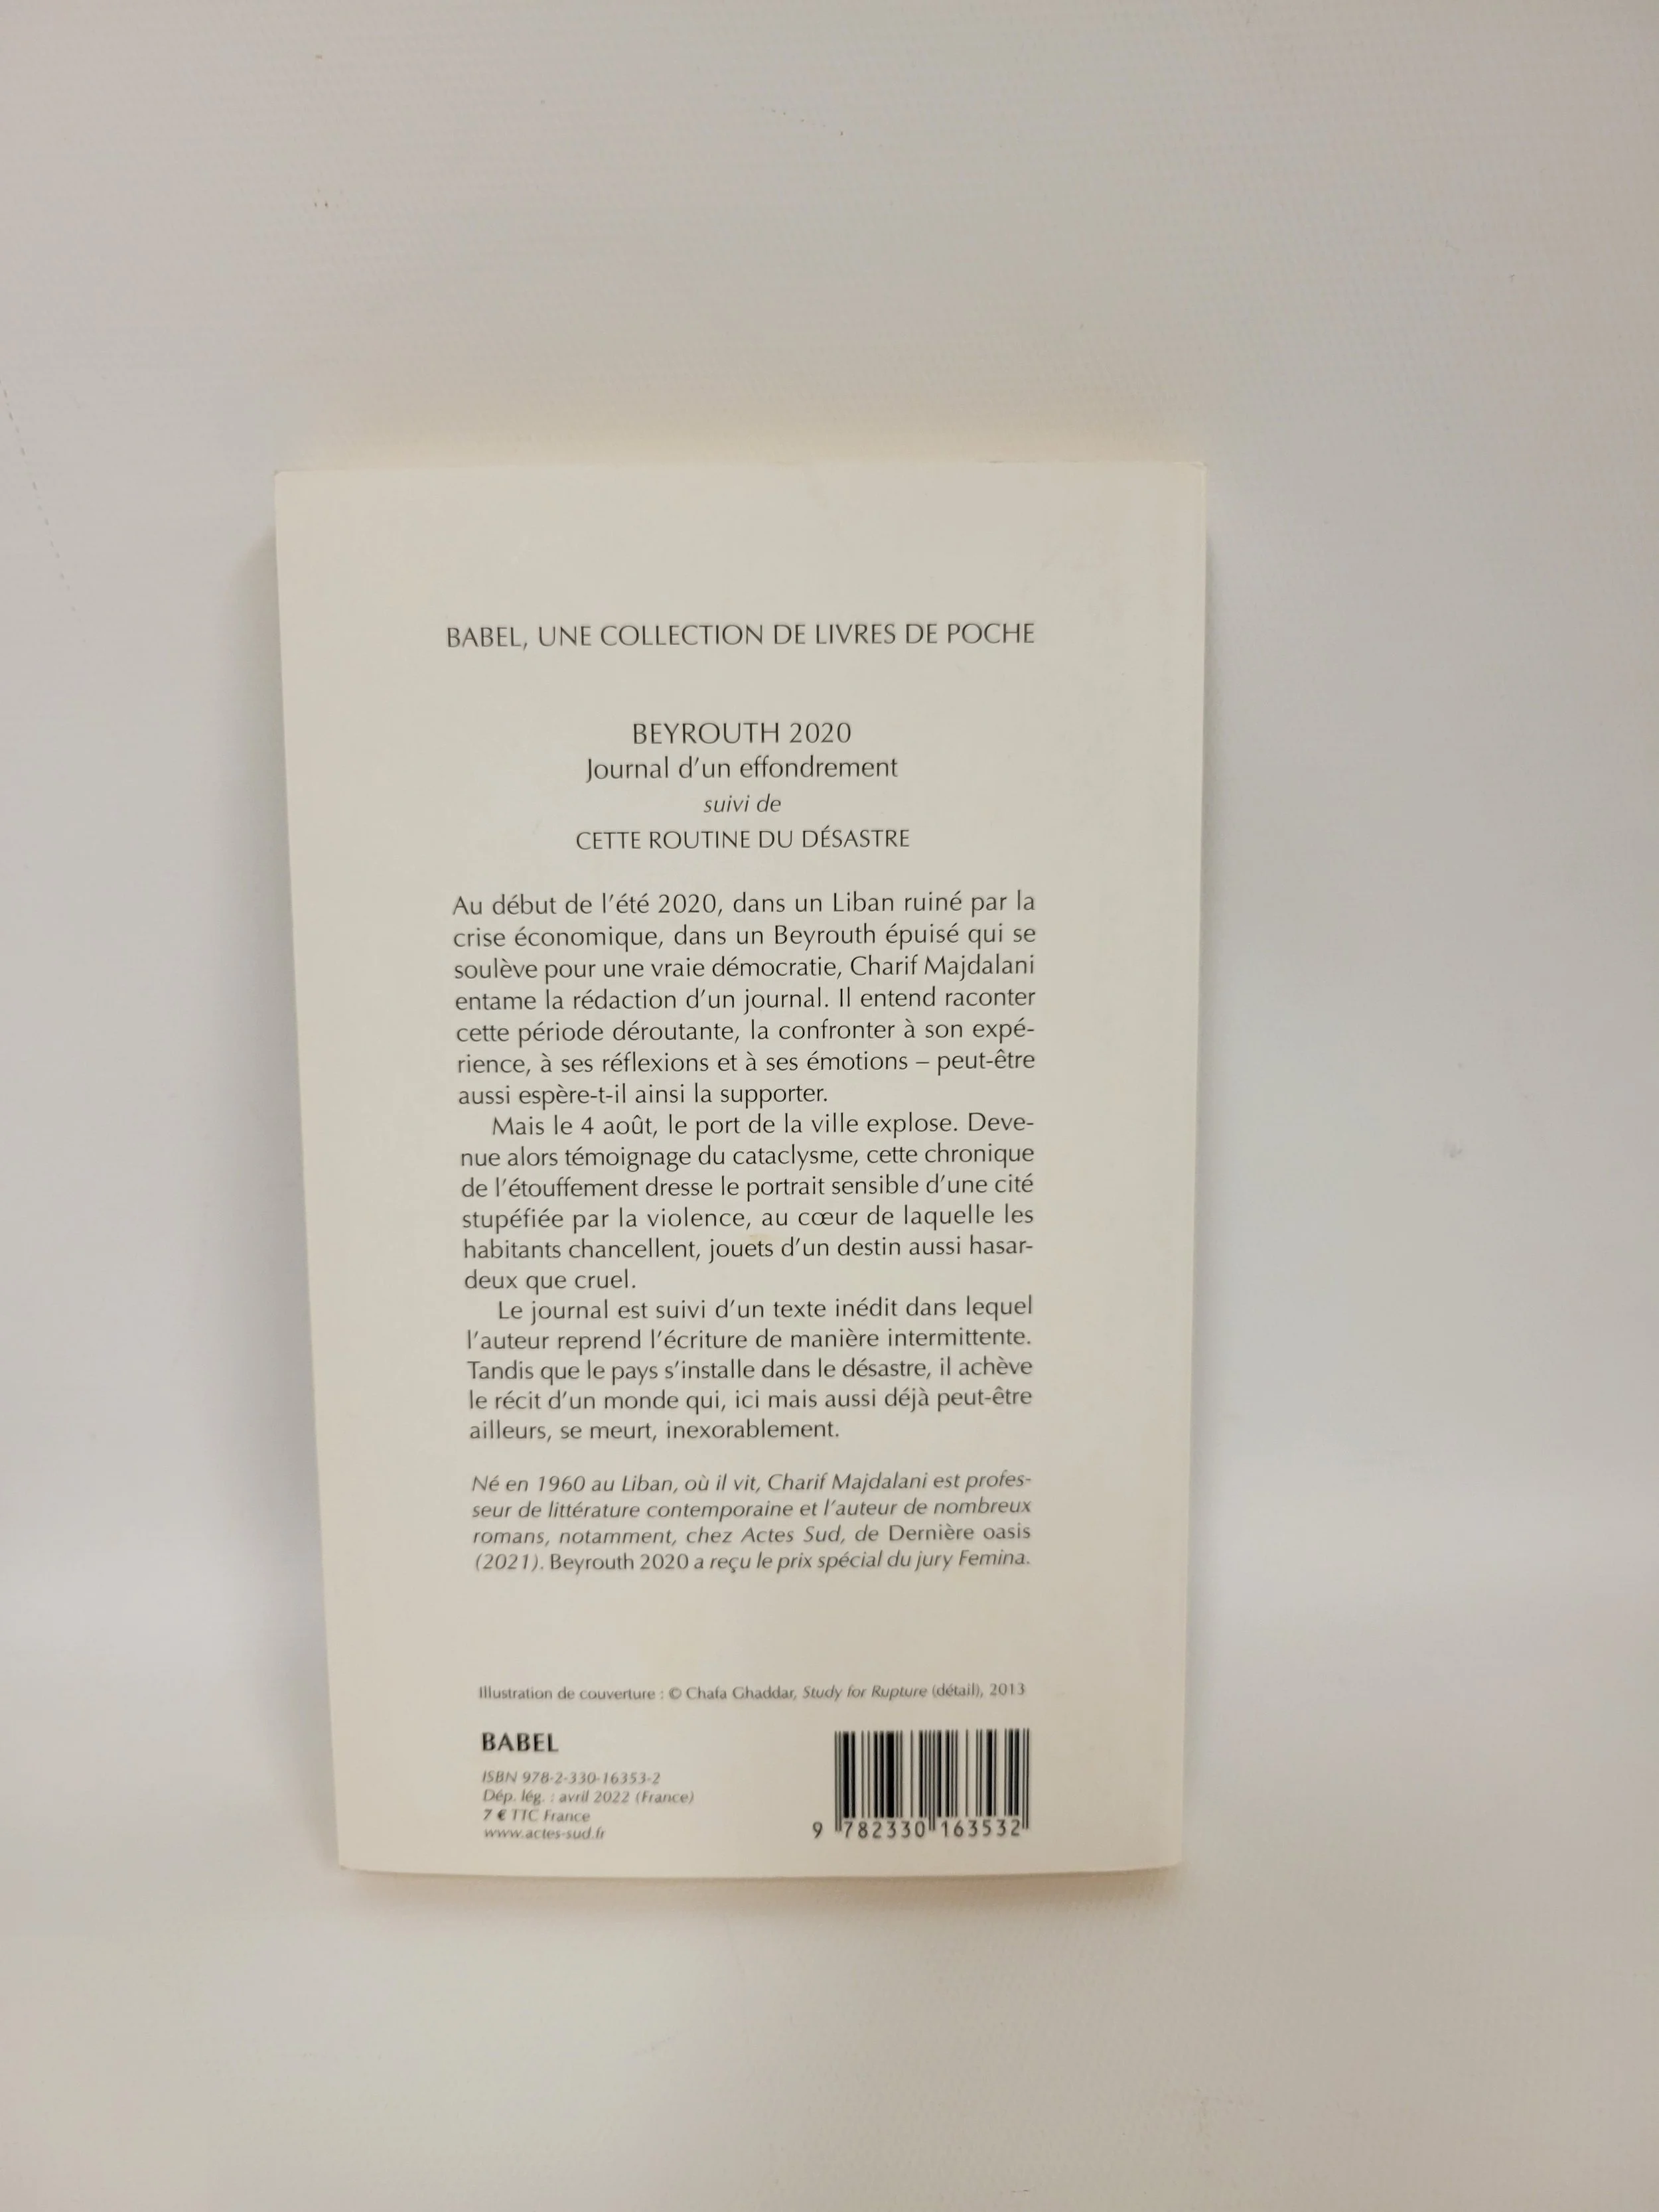 BABEL, UNE COLLECTION DE LIVRES DE POCHE
BEYROUTH 2020
Journal d'un effondrement
suivi de
CETTE ROUTINE DU DÉSASTRE
Au début de l'été 2020, dans un Liban ruiné par la
crise économique, dans un Beyrouth épuisé qui se
soulève pour une vraie démocratie, Charif Majdalani
entame la rédaction d'un journal. Il entend raconter
cette période déroutante, la confronter à son expé-
rience, à ses réflexions et à ses émotions – peut-être
aussi espère-t-il ainsi la supporter.
Mais le 4 août, le port de la ville explose. Deve-
nue alors témoignage du cataclysme, cette chronique
de l'étouffement dresse le portrait sensible d'une cité
stupéfiée par la violence, au cœur de laquelle les
habitants chancellent, jouets d'un destin aussi hasar-
deux que cruel.
Le journal est suivi d'un texte inédit dans lequel
l'auteur reprend l'écriture de manière intermittente.
Tandis que le pays s'installe dans le désastre, il achève
le récit d'un monde qui, ici mais aussi déjà peut-être
ailleurs, se meurt, inexorablement.
Né en 1960 au Liban, où il vit, Charif Majdalani est profes-
seur de littérature contemporaine et l'auteur de nombreux
romans, notamment, chez Actes Sud, de Dernière oasis
(2021). Beyrouth 2020 a reçu le prix spécial du jury Femina.
Illustration de couverture : © Chafa Ghaddar, Study for Rupture (détail), 2013
BABEL
ISBN 978-2-330-16353-2
Dép. lég. : avril 2022 (France)
7 € TTC France
www.actes-sud.fr
9 782330 163532